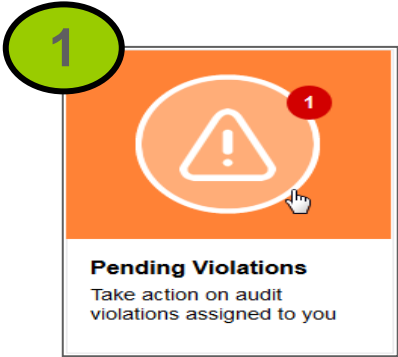 1
1
Pending Violations
Take action on audit
violations assigned to you